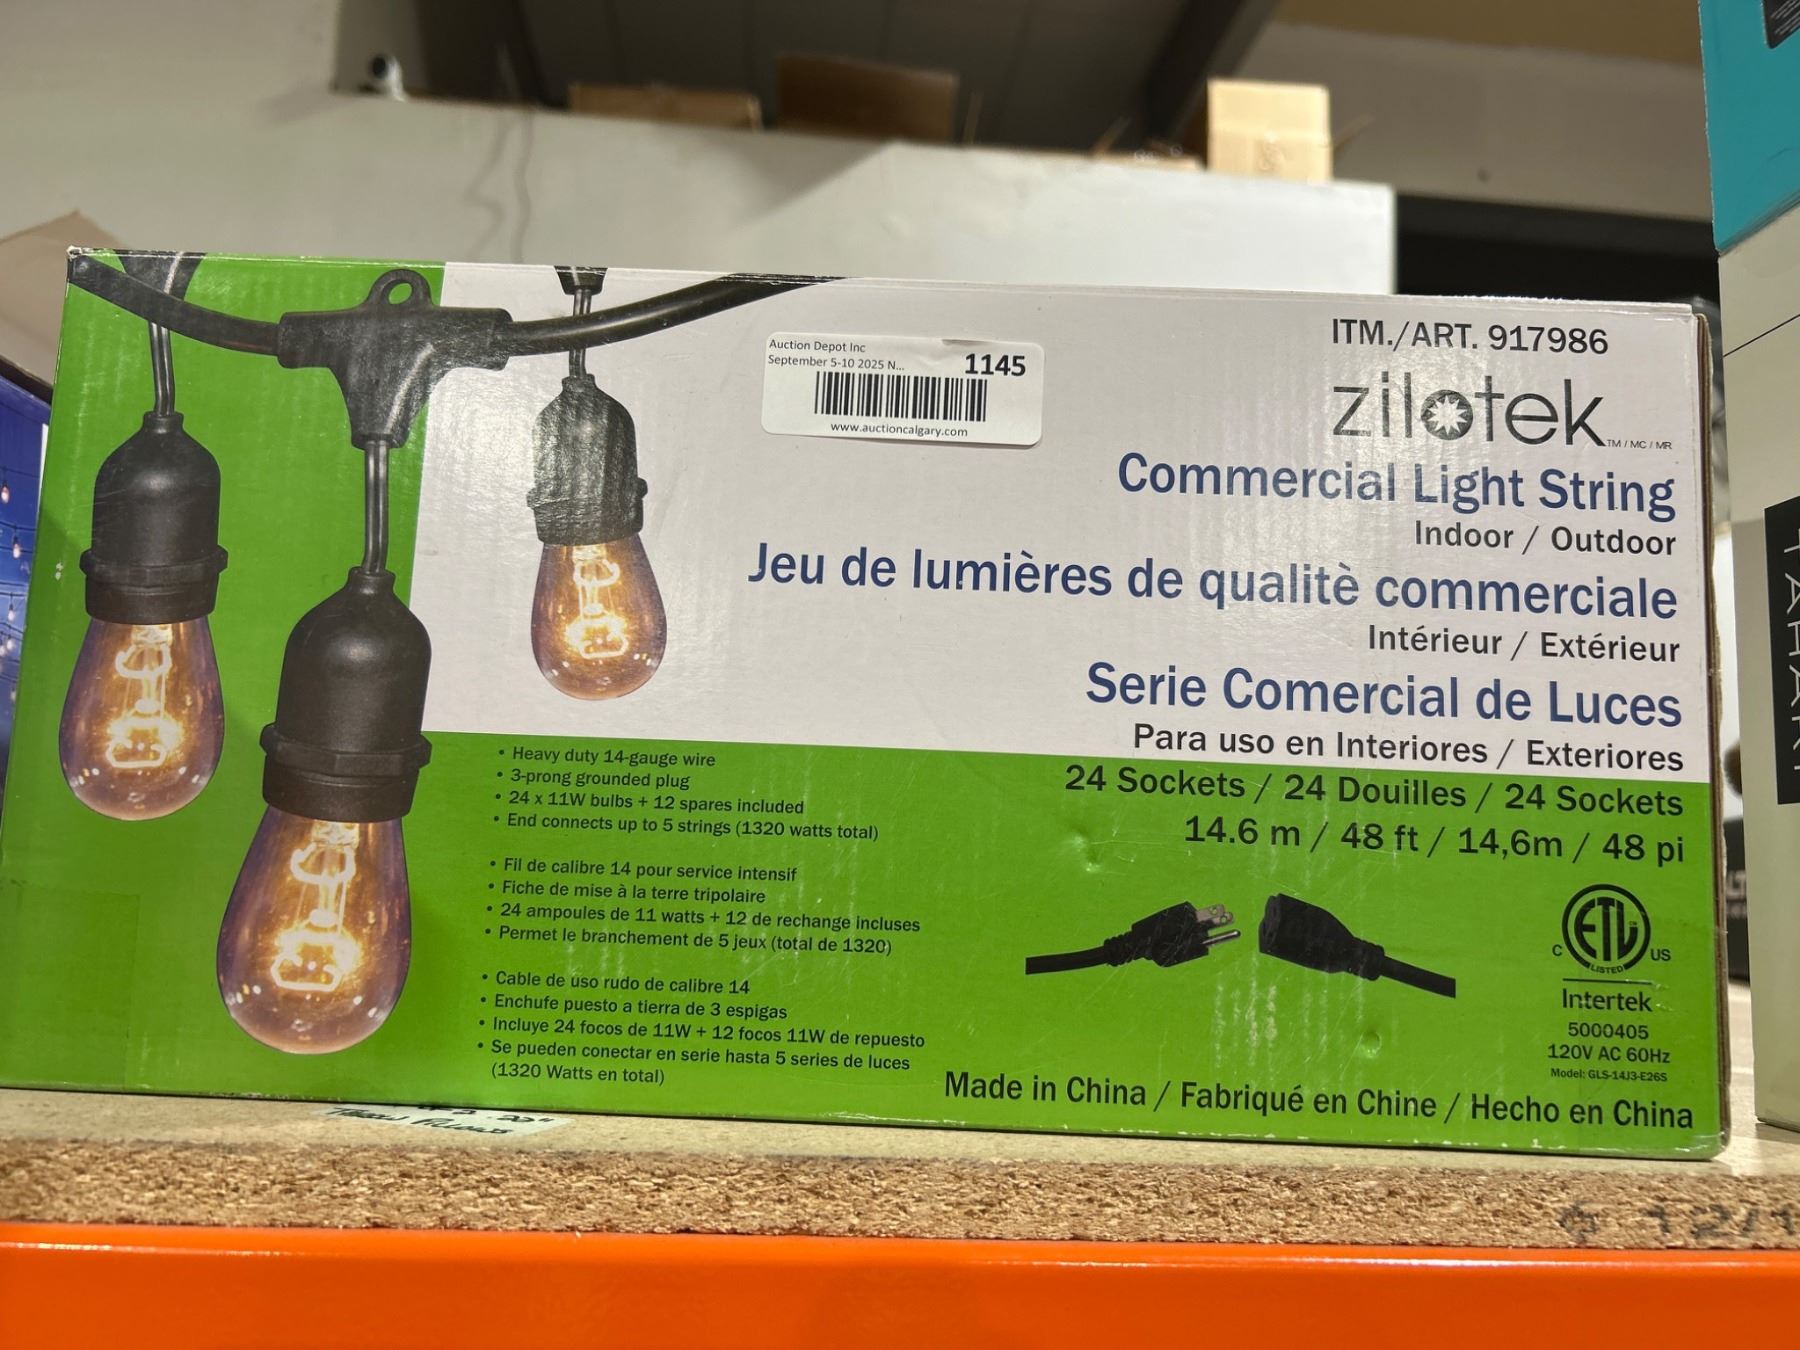 Auction Depot Inc
September 5-10 2025 N...
1145
www.auctioncalgary.com
ITM./ART. 917986
zilotek TM / MC / MR
Commercial Light String
Indoor / Outdoor
Jeu de lumières de qualitè commerciale
Intérieur / Extérieur
Serie Comercial de Luces
Para uso en Interiores / Exteriores
24 Sockets / 24 Douilles / 24 Sockets
14.6 m / 48 ft / 14,6m / 48 pi
• Heavy duty 14-gauge wire
• 3-prong grounded plug
• 24 x 11W bulbs + 12 spares included
• End connects up to 5 strings (1320 watts total)
• Fil de calibre 14 pour service intensif
• Fiche de mise à la terre tripolaire
• 24 ampoules de 11 watts + 12 de rechange incluses
• Permet le branchement de 5 jeux (total de 1320)
• Cable de uso rudo de calibre 14
• Enchufe puesto a tierra de 3 espigas
• Incluye 24 focos de 11W + 12 focos 11W de repuesto
• Se pueden conectar en serie hasta 5 series de luces
(1320 Watts en total)
ETL
C US
LISTED
Intertek
5000405
120V AC 60Hz
Model: GLS-14J3-E26S
Made in China / Fabriqué en Chine / Hecho en China